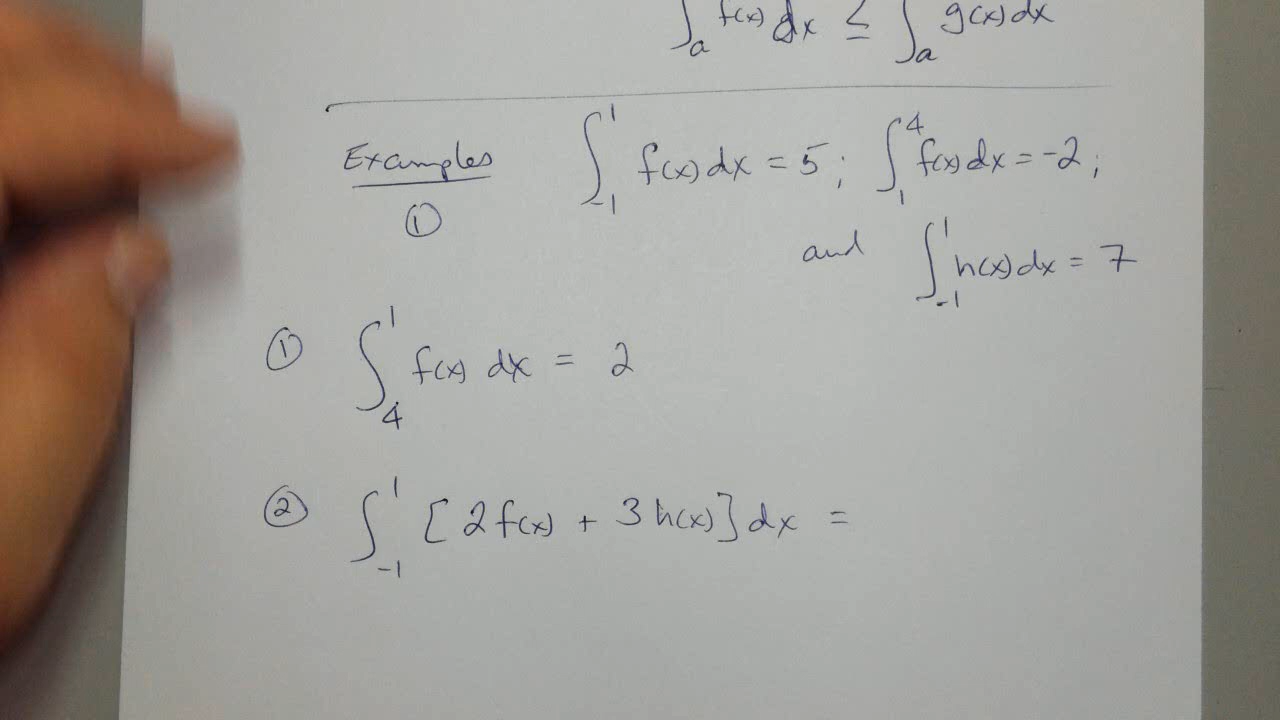 ∫_a f(x) dx ≤ ∫_a g(x) dx
Examples ∫_{-1}^{1} f(x) dx = 5 ; ∫_{1}^{4} f(x) dx = -2 ;
① and ∫_{-1}^{1} h(x) dx = 7
① ∫_{4}^{1} f(x) dx = 2
② ∫_{-1}^{1} [ 2 f(x) + 3 h(x) ] dx =